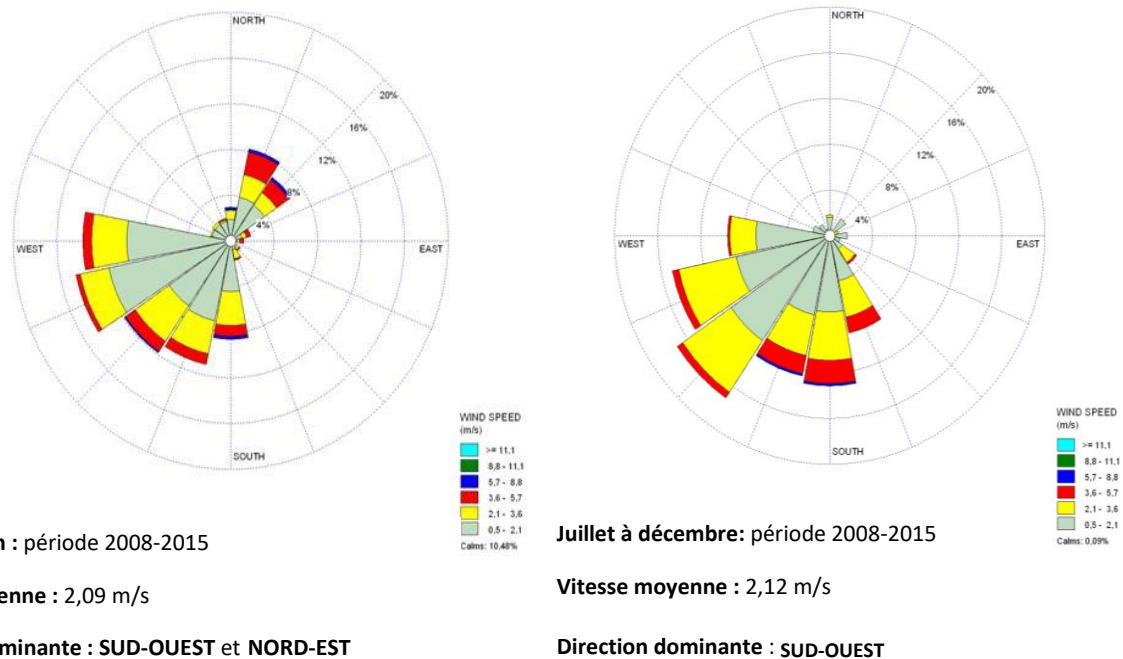 NORTH
20%
16%
12%
8%
4%
WEST
EAST
SOUTH
WIND SPEED
(m/s)
>= 11,1
8,8 - 11,1
5,7 - 8,8
3,6 - 5,7
2,1 - 3,6
0,5 - 2,1
Calms: 10,48%
: période 2008-2015
enne : 2,09 m/s
minante : SUD-OUEST et NORD-EST
NORTH
20%
16%
12%
8%
4%
WEST
EAST
SOUTH
WIND SPEED
(m/s)
>= 11,1
8,8 - 11,1
5,7 - 8,8
3,6 - 5,7
2,1 - 3,6
0,5 - 2,1
Calms: 0,09%
Juillet à décembre: période 2008-2015
Vitesse moyenne : 2,12 m/s
Direction dominante : SUD-OUEST